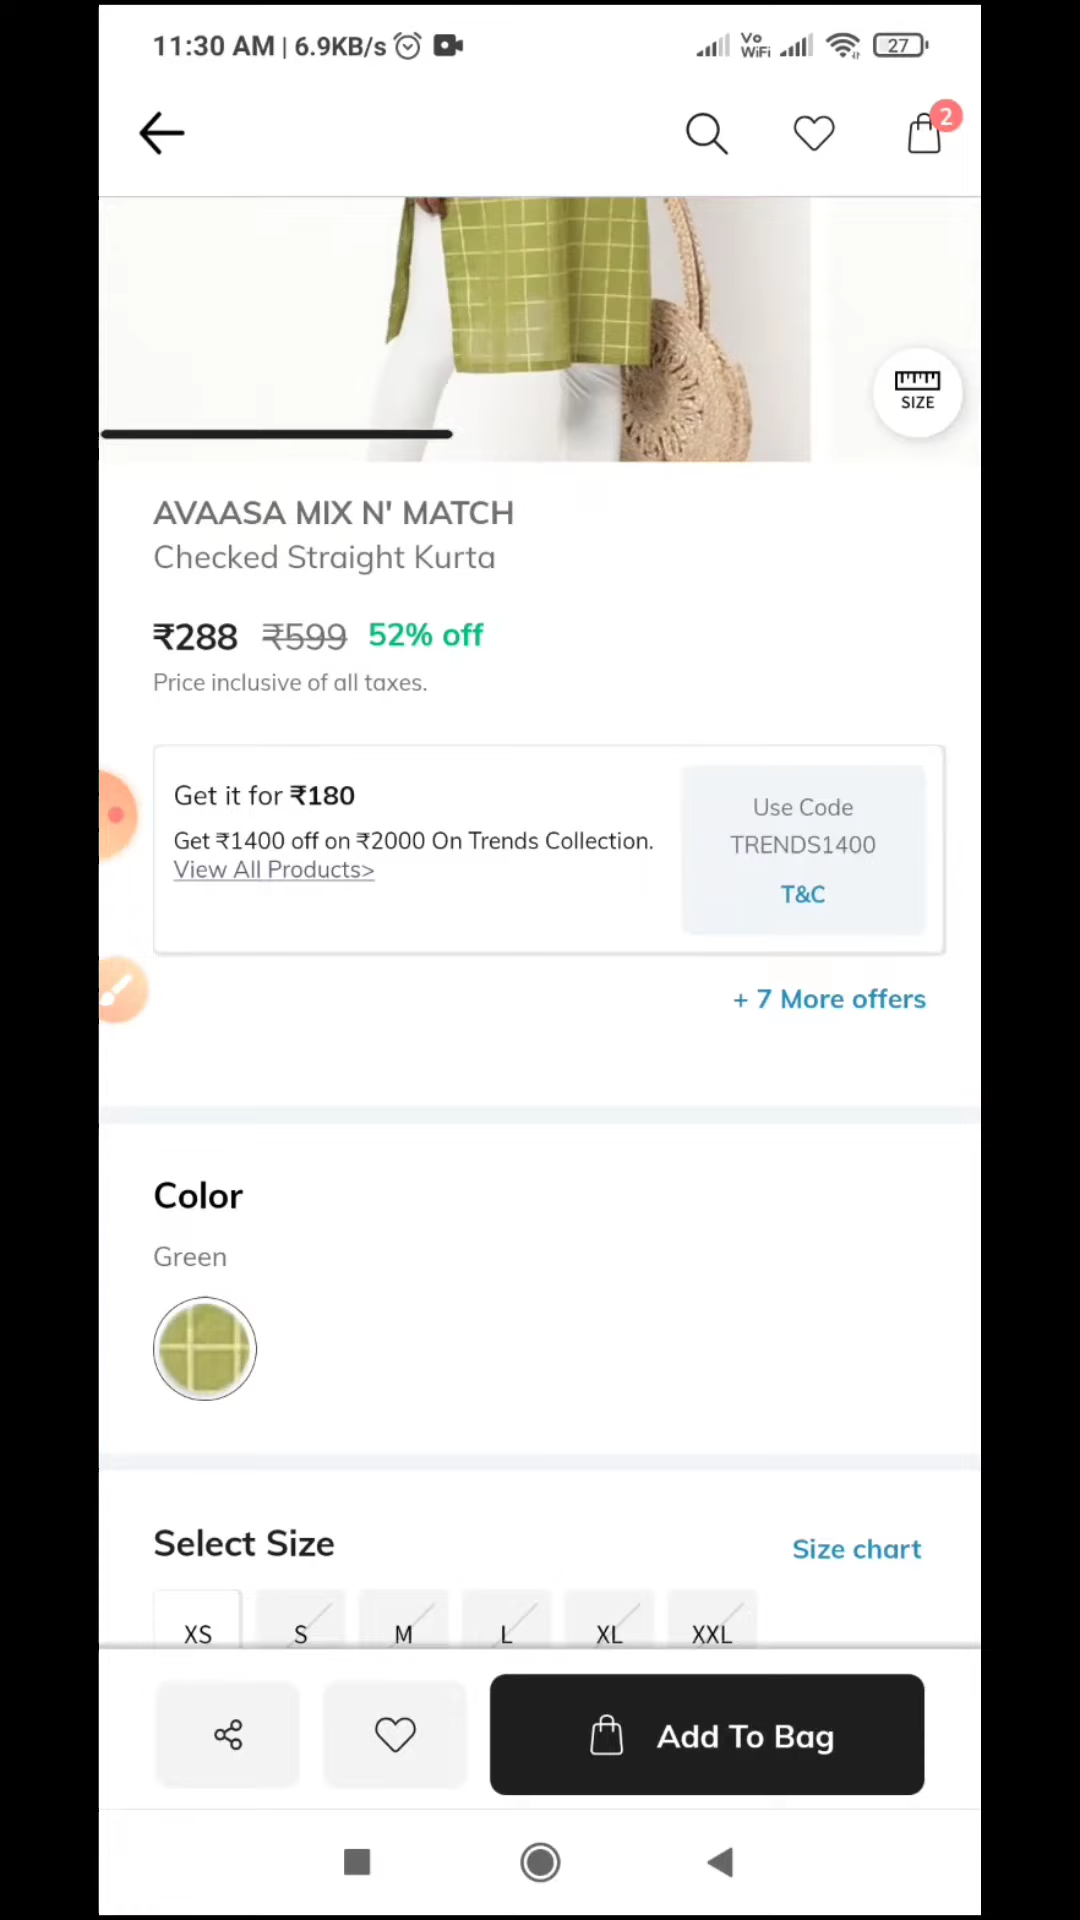 11:30 AM | 6.9KB/s Vo WiFi 27
2
SIZE
AVAASA MIX N' MATCH
Checked Straight Kurta
₹288 ₹599 52% off
Price inclusive of all taxes.
Get it for ₹180
Get ₹1400 off on ₹2000 On Trends Collection.
View All Products>
Use Code
TRENDS1400
T&C
+ 7 More offers
Color
Green
Select Size Size chart
XS S M L XL XXL
Add To Bag